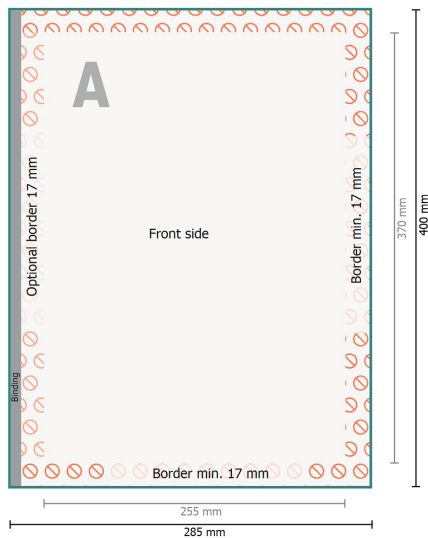 A
Optional border 17 mm
Front side
Border min. 17 mm
370 mm
400 mm
Binding
Border min. 17 mm
255 mm
285 mm